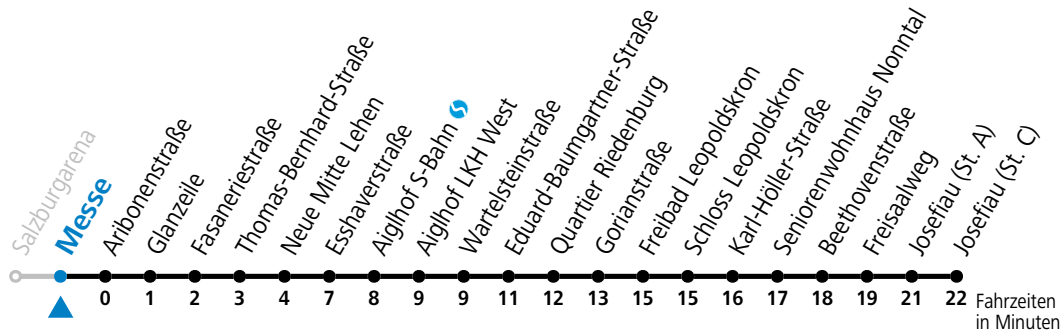 Salzburgarena
Messe
Aribonenstraße
Glanzeile
Fasaneriestraße
Thomas-Bernhard-Straße
Neue Mitte Lehen
Esshaverstraße
Aiglhof S-Bahn
Aiglhof LKH West
Wartelsteinstraße
Eduard-Baumgartner-Straße
Quartier Riedenburg
Gorianstraße
Freibad Leopoldskron
Schloss Leopoldskron
Karl-Höller-Straße
Seniorenwohnhaus Nonntal
Beethovenstraße
Freisaalweg
Josefiau (St. A)
Josefiau (St. C)
0 1 2 3 4 7 8 9 9 11 12 13 15 15 16 17 18 19 21 22 Fahrzeiten
in Minuten